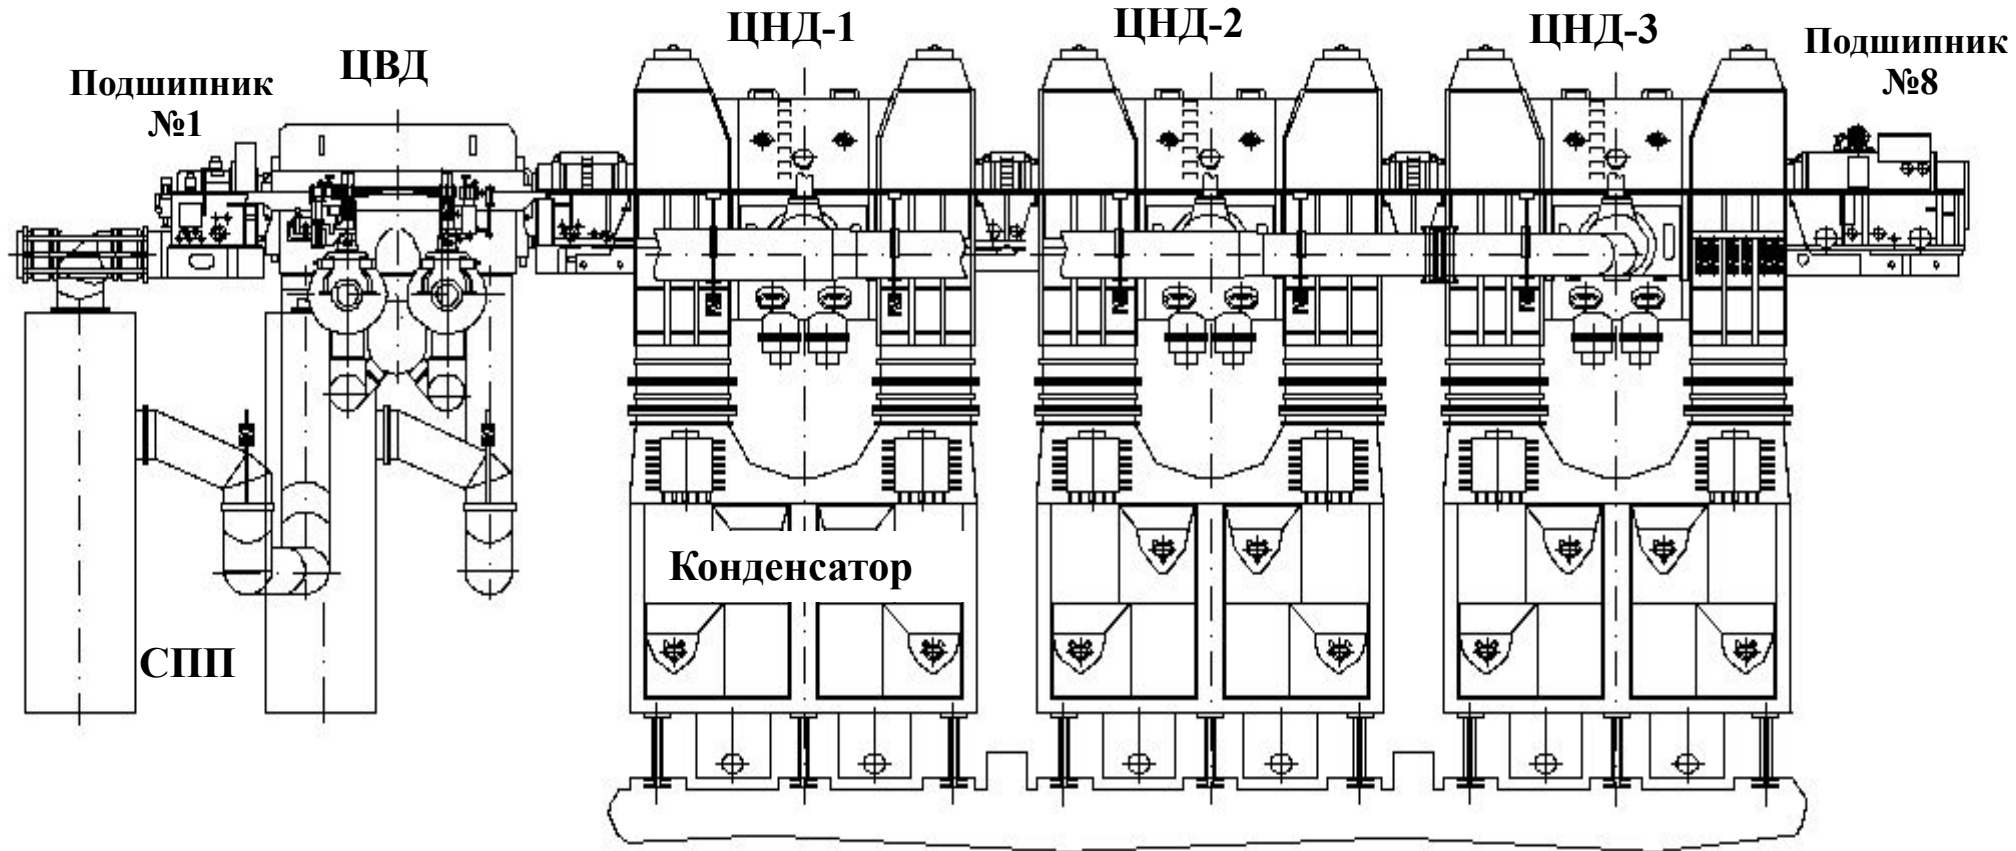 ЦНД-1
ЦНД-2
ЦНД-3
Подшипник
№8
ЦВД
Подшипник
№1
Конденсатор
СПП